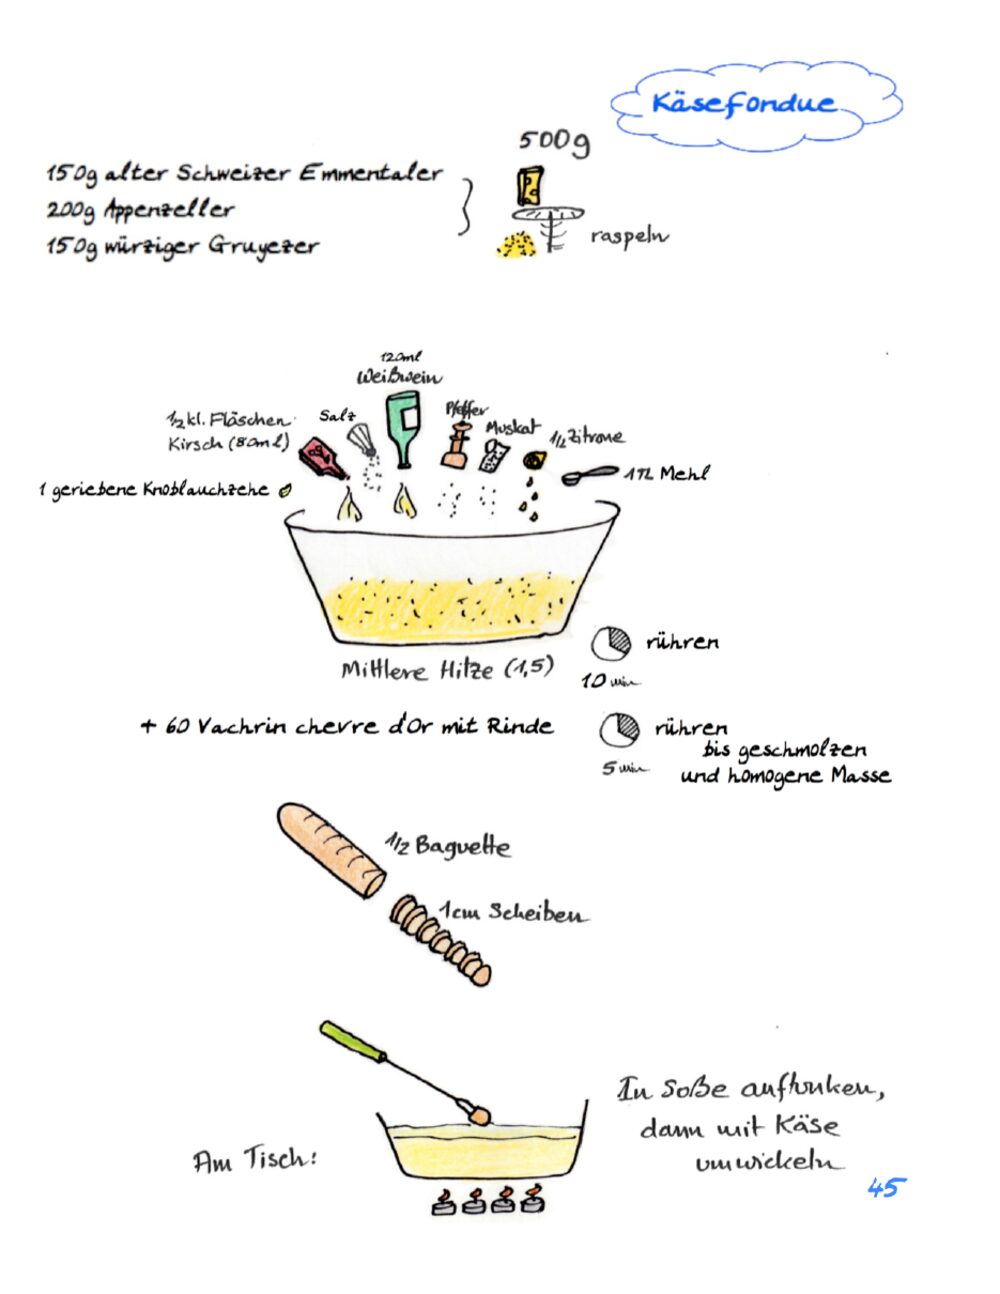 Käsefondue
500g
150g alter Schweizer Emmentaler
200g Appenzeller
150g würziger Gruyezer
raspeln
120ml
Weißwein
1/2 kl. Fläschen
Kirsch (80ml)
Salz
Pfeffer
Muskat
1/2 Zitrone
1 TL Mehl
1 geriebene Knoblauchzehe
Mittlere Hitze (1,5)
rühren
10 min
+ 60 Vachrin chevre d'Or mit Rinde
rühren
bis geschmolzen
und homogene Masse
5 min
1/2 Baguette
1cm Scheiben
Am Tisch:
In Soße auftunken,
dann mit Käse
umwickeln
45